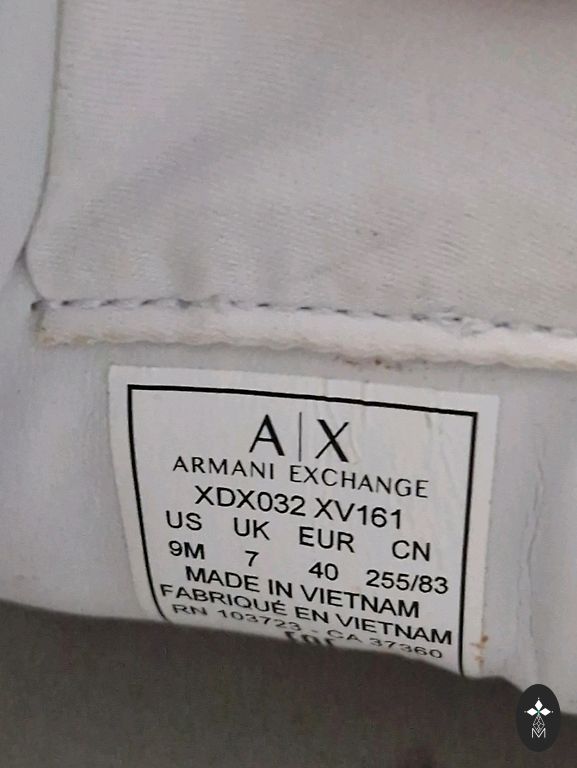 A|X
ARMANI EXCHANGE
XDX032 XV161
US UK EUR CN
9M 7 40 255/83
MADE IN VIETNAM
FABRIQUÉ EN VIETNAM
RN 103723 - CA 37360
EAC
M